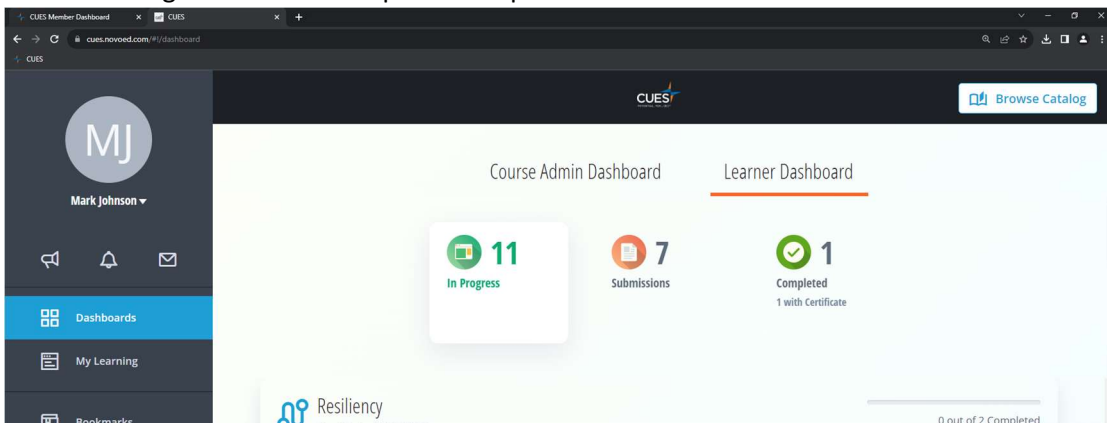 CUES Member Dashboard
CUES
cues.novoed.com/#!/dashboard
CUES
CUES
Browse Catalog
MJ
Mark Johnson
Course Admin Dashboard
Learner Dashboard
11
In Progress
7
Submissions
1
Completed
1 with Certificate
Dashboards
My Learning
Bookmarks
Resiliency
0 out of 2 Completed